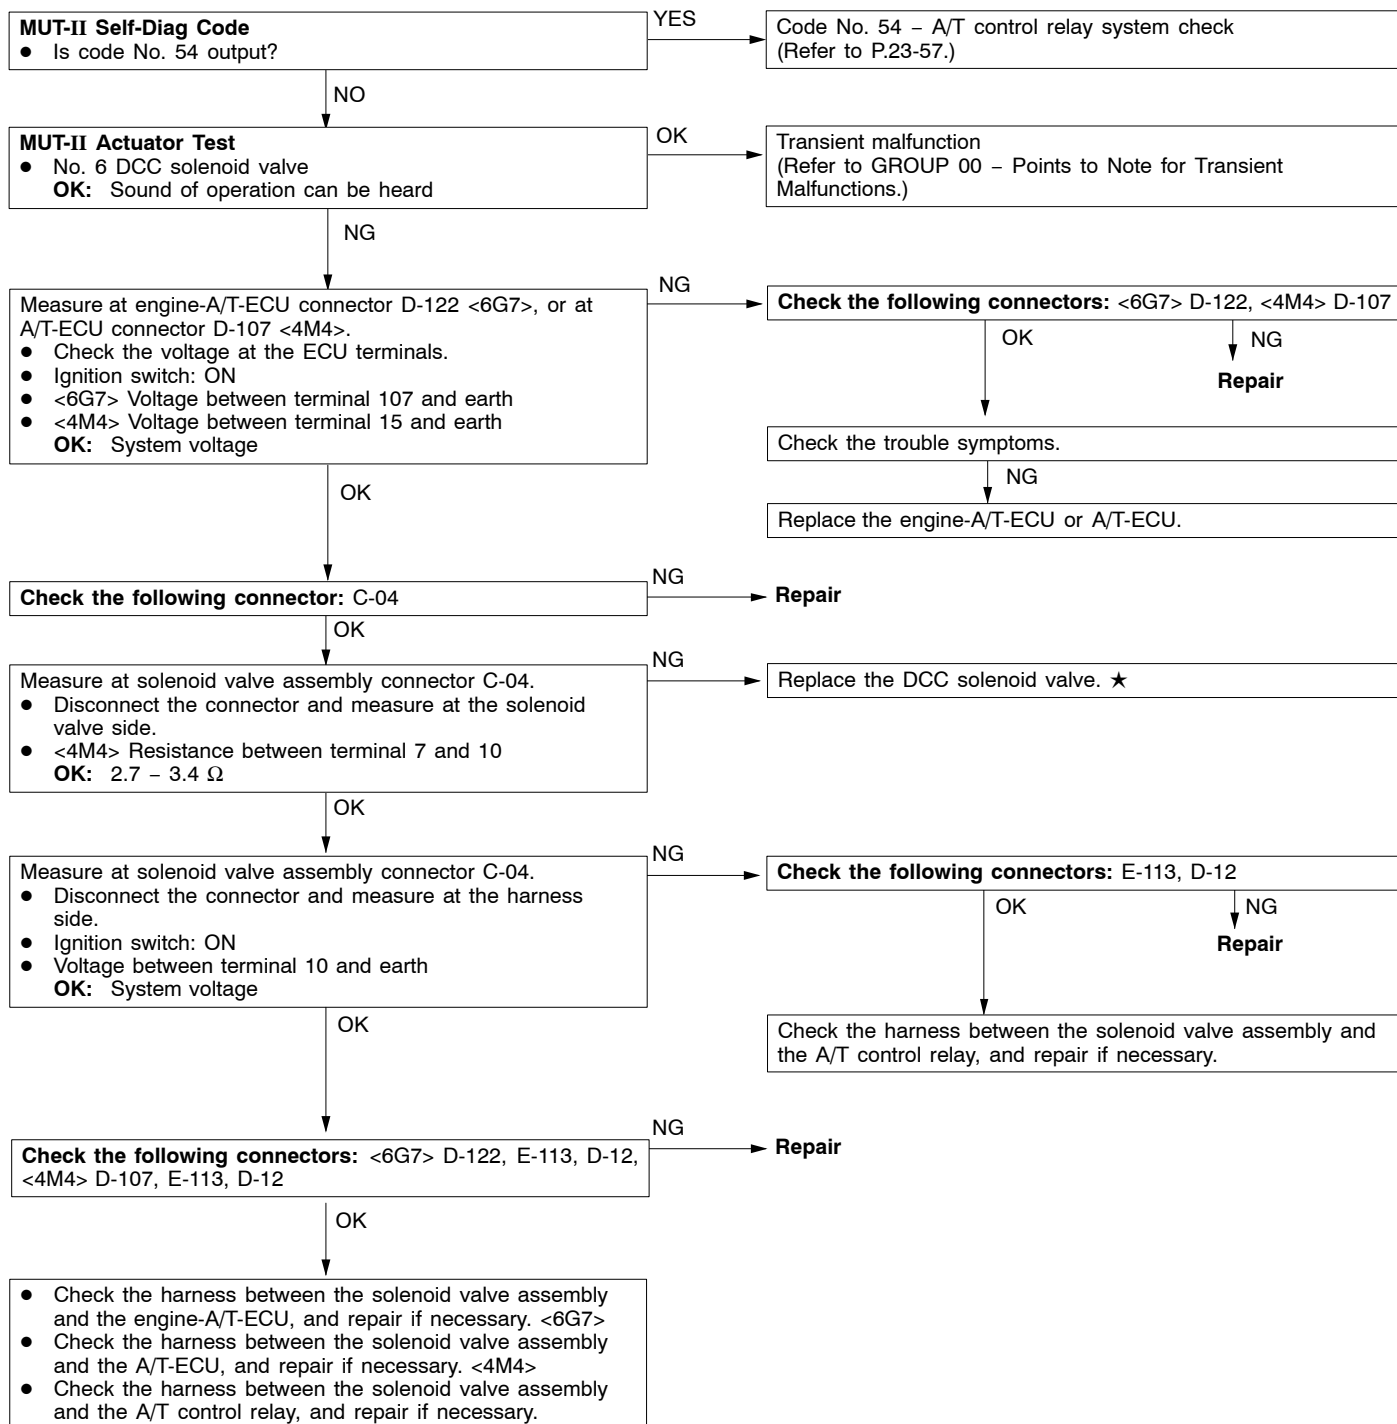 MUT-II Self-Diag Code
● Is code No. 54 output?
YES
Code No. 54 – A/T control relay system check
(Refer to P.23-57.)
NO
MUT-II Actuator Test
● No. 6 DCC solenoid valve
OK: Sound of operation can be heard
OK
Transient malfunction
(Refer to GROUP 00 – Points to Note for Transient
Malfunctions.)
NG
Measure at engine-A/T-ECU connector D-122 <6G7>, or at
A/T-ECU connector D-107 <4M4>.
● Check the voltage at the ECU terminals.
● Ignition switch: ON
● <6G7> Voltage between terminal 107 and earth
● <4M4> Voltage between terminal 15 and earth
OK: System voltage
NG
Check the following connectors: <6G7> D-122, <4M4> D-107
OK
NG
Repair
Check the trouble symptoms.
NG
Replace the engine-A/T-ECU or A/T-ECU.
OK
Check the following connector: C-04
NG
Repair
OK
Measure at solenoid valve assembly connector C-04.
● Disconnect the connector and measure at the solenoid
valve side.
● <4M4> Resistance between terminal 7 and 10
OK: 2.7 – 3.4 Ω
NG
Replace the DCC solenoid valve. ★
OK
Measure at solenoid valve assembly connector C-04.
● Disconnect the connector and measure at the harness
side.
● Ignition switch: ON
● Voltage between terminal 10 and earth
OK: System voltage
NG
Check the following connectors: E-113, D-12
OK
NG
Repair
Check the harness between the solenoid valve assembly and
the A/T control relay, and repair if necessary.
OK
Check the following connectors: <6G7> D-122, E-113, D-12,
<4M4> D-107, E-113, D-12
NG
Repair
OK
● Check the harness between the solenoid valve assembly
and the engine-A/T-ECU, and repair if necessary. <6G7>
● Check the harness between the solenoid valve assembly
and the A/T-ECU, and repair if necessary. <4M4>
● Check the harness between the solenoid valve assembly
and the A/T control relay, and repair if necessary.